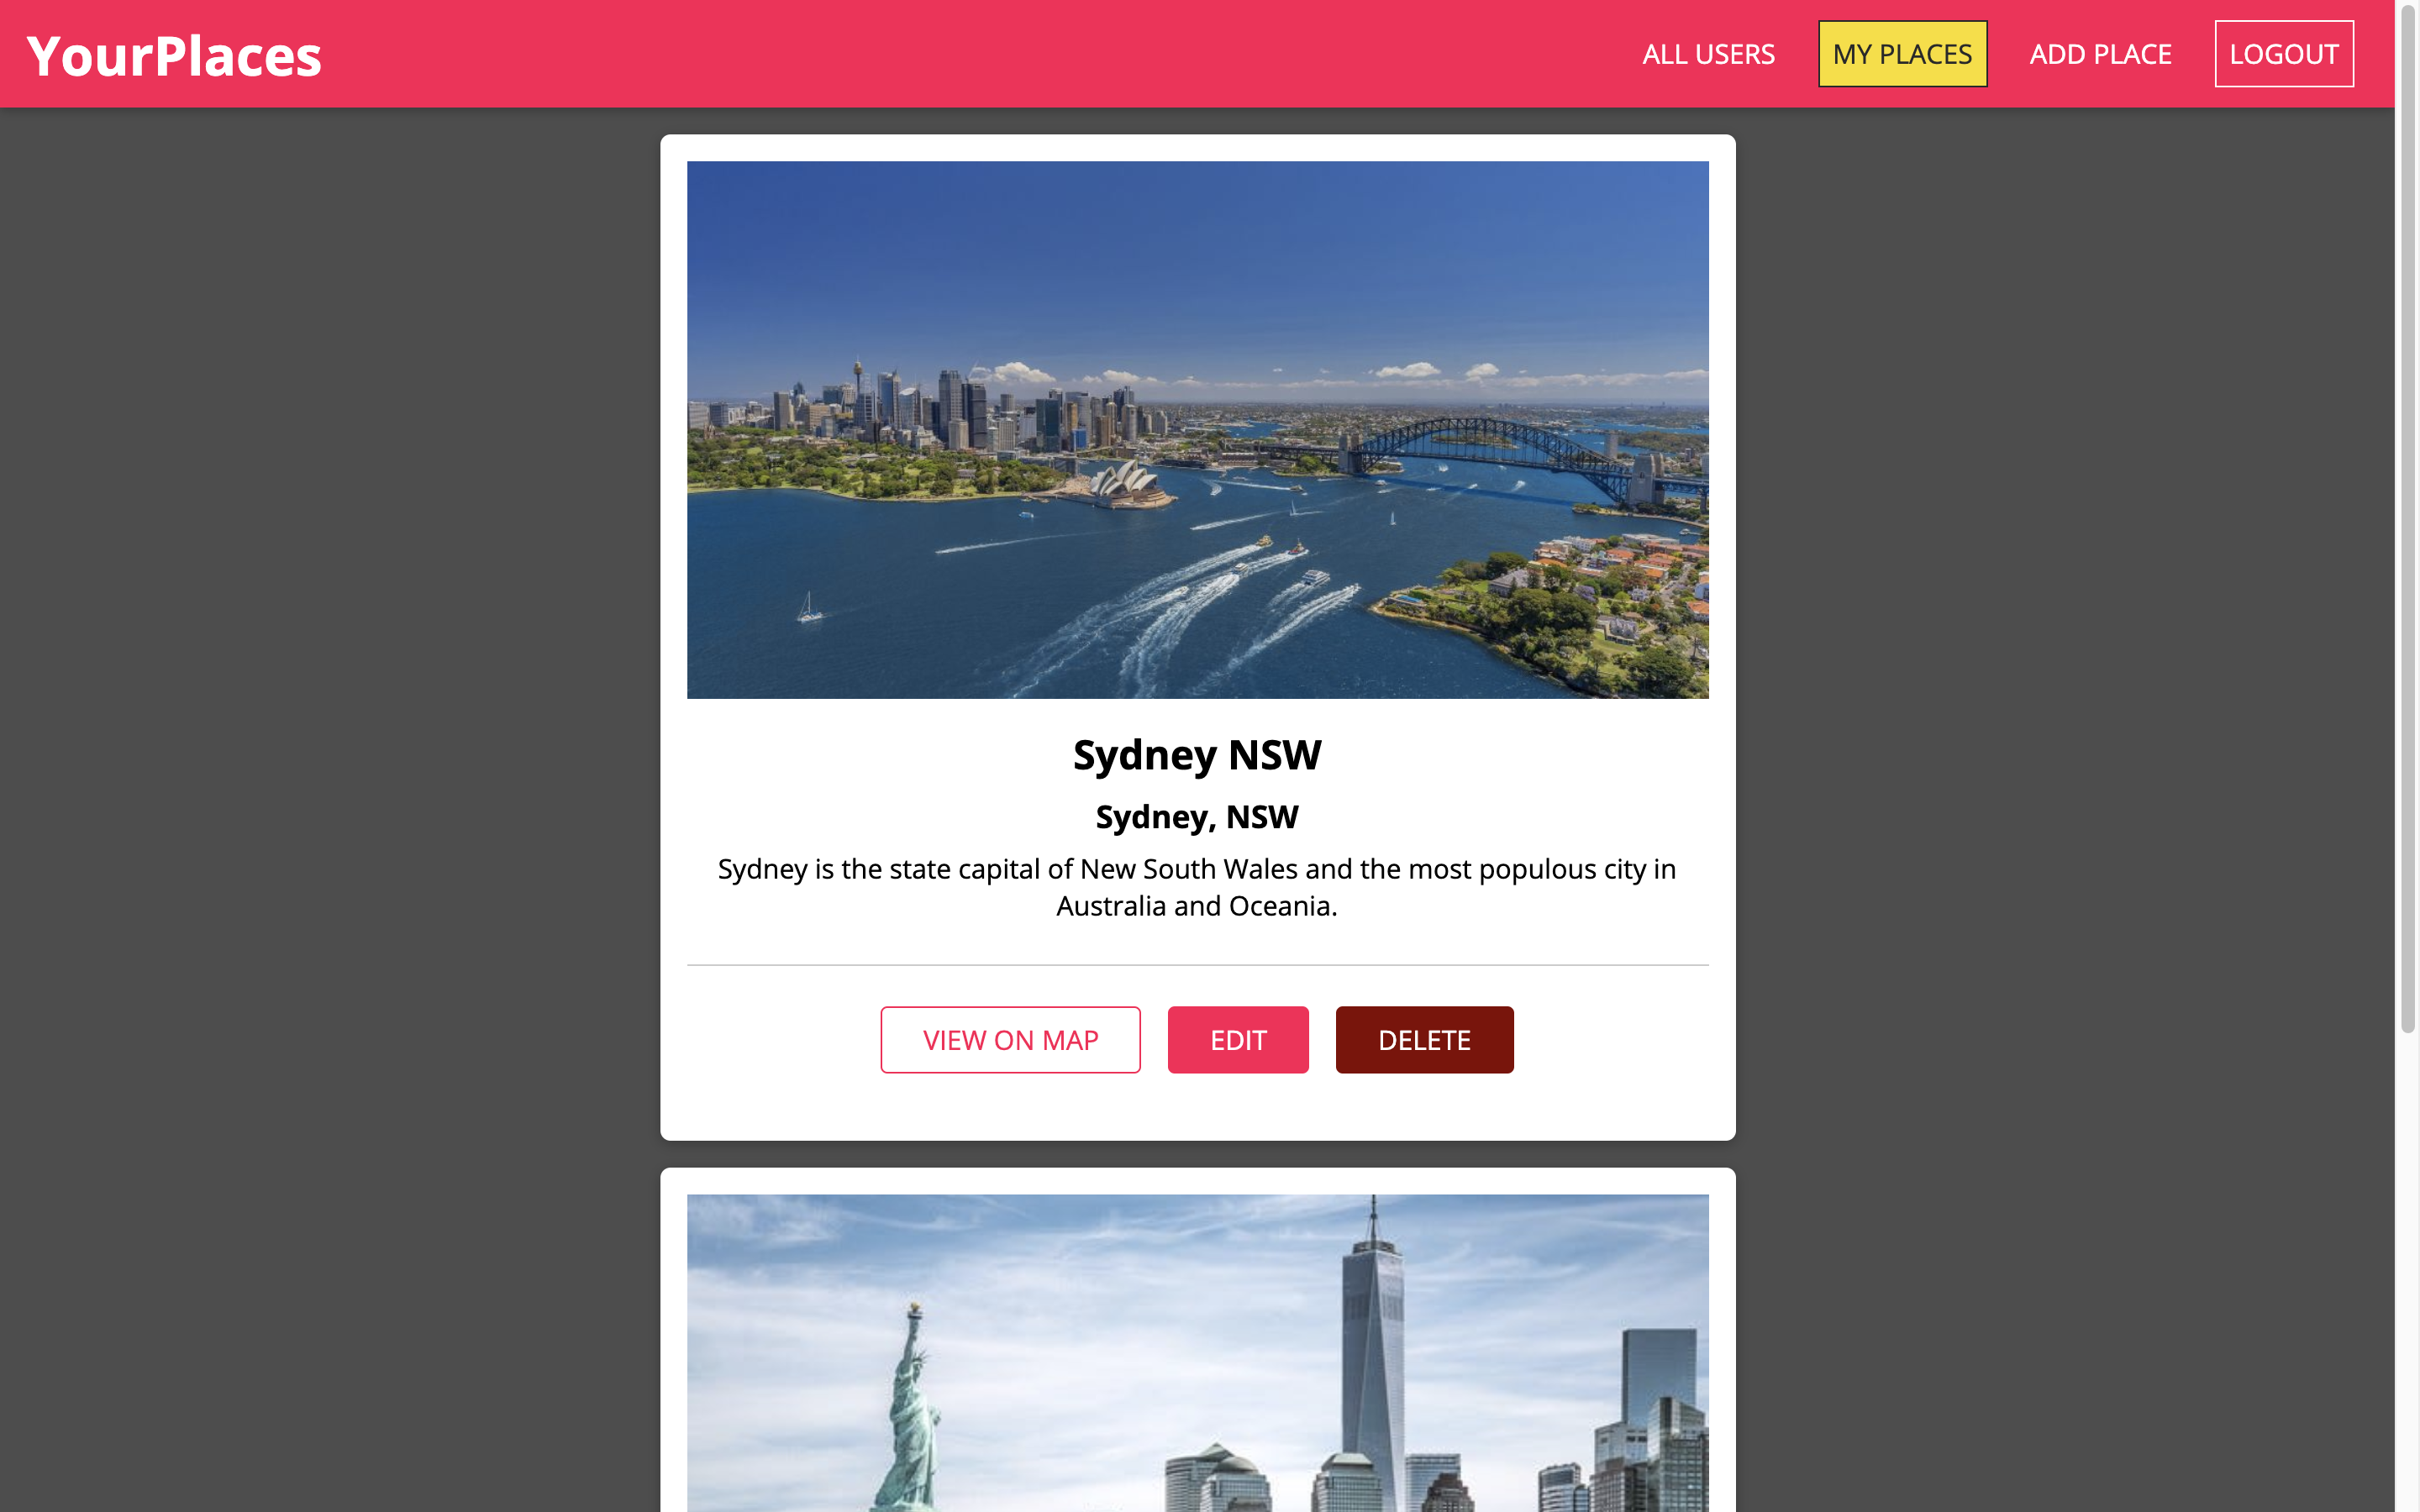 YourPlaces
ALL USERS
MY PLACES
ADD PLACE
LOGOUT
Sydney NSW
Sydney, NSW
Sydney is the state capital of New South Wales and the most populous city in
Australia and Oceania.
VIEW ON MAP
EDIT
DELETE